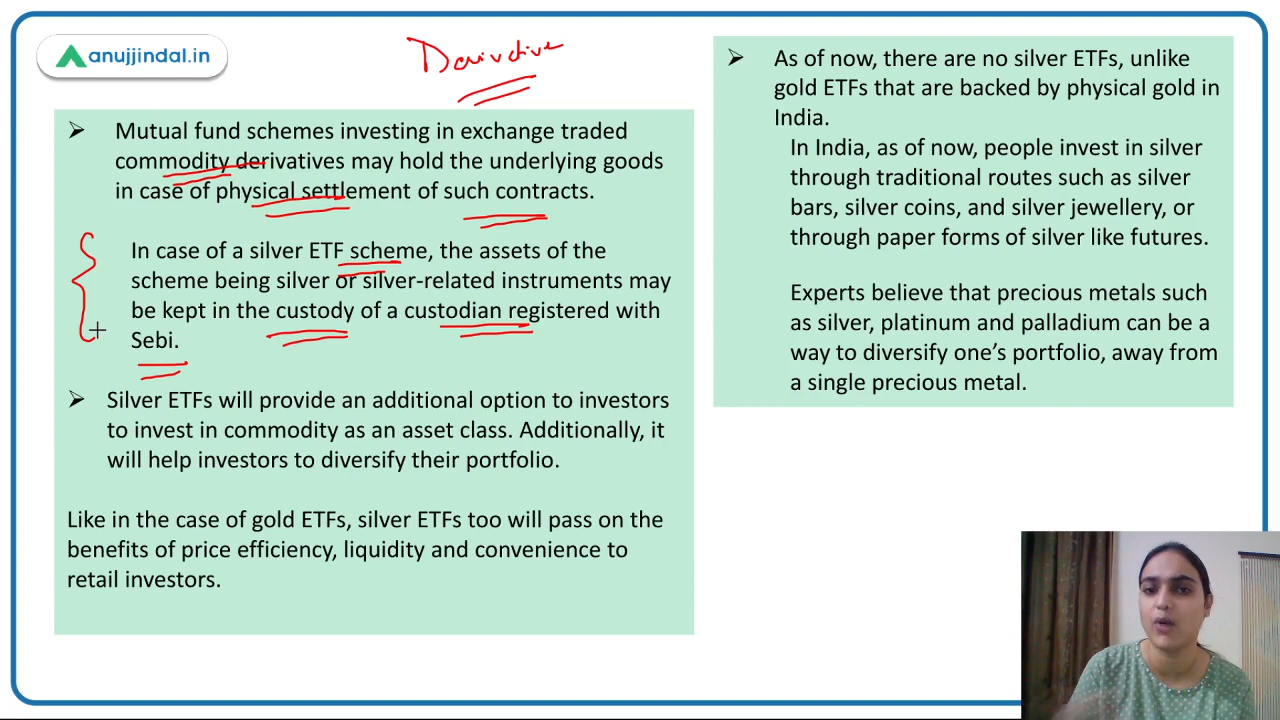 anujjindal.in
Derivative
Mutual fund schemes investing in exchange traded
commodity derivatives may hold the underlying goods
in case of physical settlement of such contracts.
In case of a silver ETF scheme, the assets of the
scheme being silver or silver-related instruments may
be kept in the custody of a custodian registered with
Sebi.
Silver ETFs will provide an additional option to investors
to invest in commodity as an asset class. Additionally, it
will help investors to diversify their portfolio.
Like in the case of gold ETFs, silver ETFs too will pass on the
benefits of price efficiency, liquidity and convenience to
retail investors.
As of now, there are no silver ETFs, unlike
gold ETFs that are backed by physical gold in
India.
In India, as of now, people invest in silver
through traditional routes such as silver
bars, silver coins, and silver jewellery, or
through paper forms of silver like futures.
Experts believe that precious metals such
as silver, platinum and palladium can be a
way to diversify one’s portfolio, away from
a single precious metal.